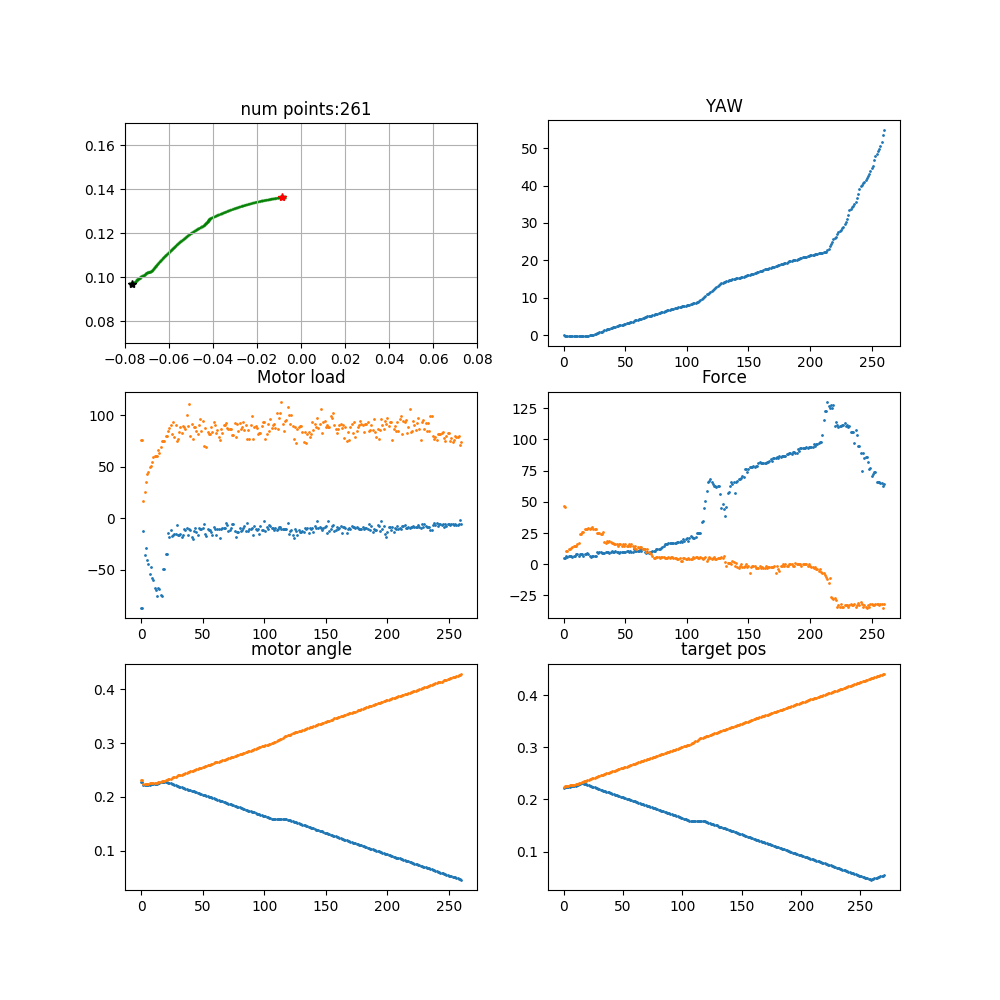 num points:261
0.16
0.14
0.12
0.10
0.08
−0.08 −0.06 −0.04 −0.02 0.00 0.02 0.04 0.06 0.08
YAW
50
40
30
20
10
0
0 50 100 150 200 250
Motor load
100
50
0
−50
0 50 100 150 200 250
Force
125
100
75
50
25
0
−25
0 50 100 150 200 250
motor angle
0.4
0.3
0.2
0.1
0 50 100 150 200 250
target pos
0.4
0.3
0.2
0.1
0 50 100 150 200 250